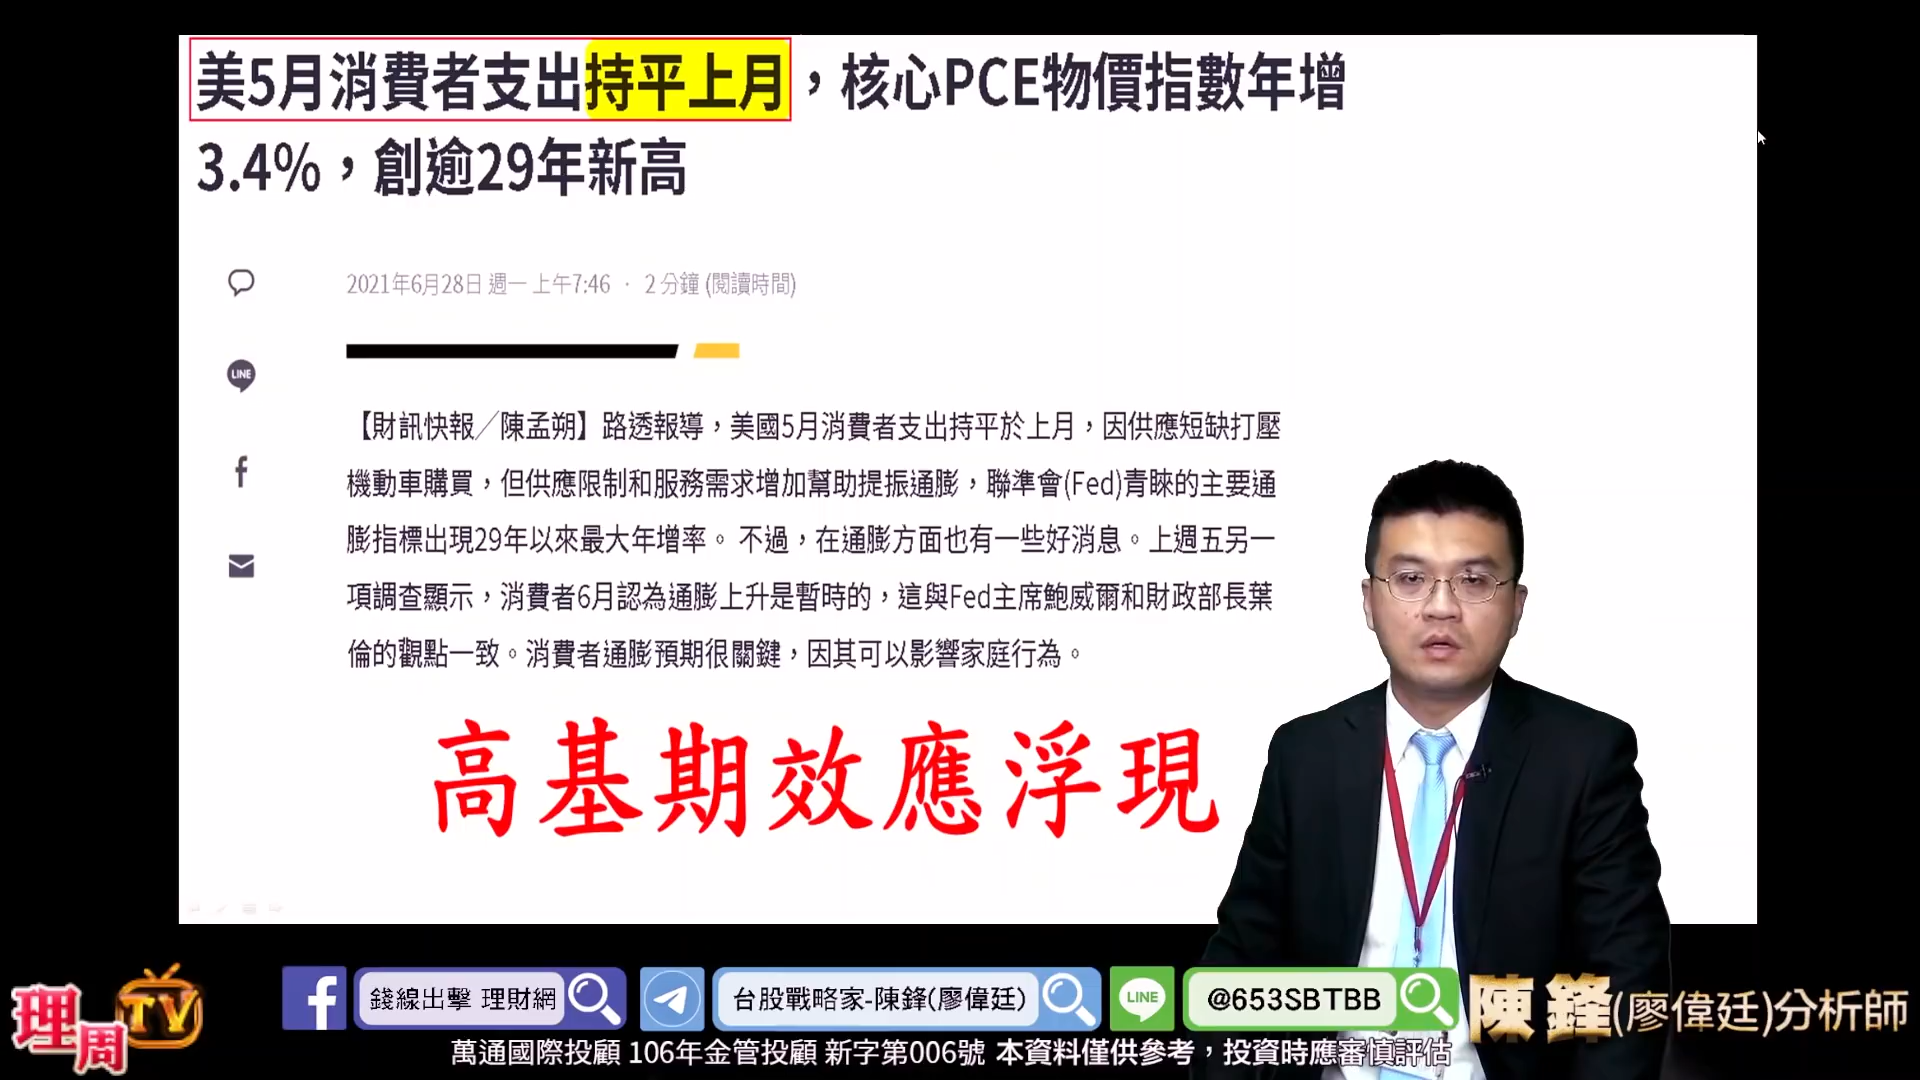 美5月消費者支出持平上月，核心PCE物價指數年增
3.4%，創逾29年新高
2021年6月28日 週一 上午7:46 · 2 分鐘 (閱讀時間)
LINE
【財訊快報／陳孟朔】路透報導，美國5月消費者支出持平於上月，因供應短缺打壓
機動車購買，但供應限制和服務需求增加幫助提振通膨，聯準會(Fed)青睞的主要通
膨指標出現29年以來最大年增率。 不過，在通膨方面也有一些好消息。上週五另一
項調查顯示，消費者6月認為通膨上升是暫時的，這與Fed主席鮑威爾和財政部長葉
倫的觀點一致。消費者通膨預期很關鍵，因其可以影響家庭行為。
高基期效應浮現
理周TV
錢線出擊 理財網
台股戰略家-陳鋒(廖偉廷)
LINE
@653SBTBB
陳 鋒(廖偉廷)分析師
萬通國際投顧 106年金管投顧 新字第006號 本資料僅供參考，投資時應審慎評估